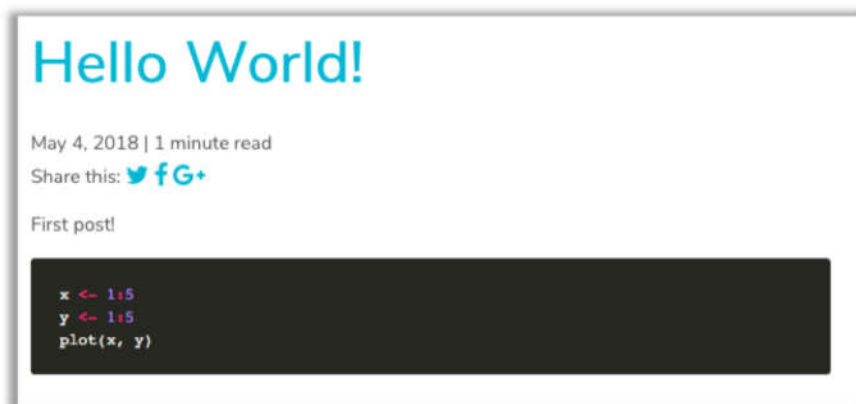 Hello World!
May 4, 2018 | 1 minute read
Share this: G+
First post!
x <- 1:5
y <- 1:5
plot(x, y)